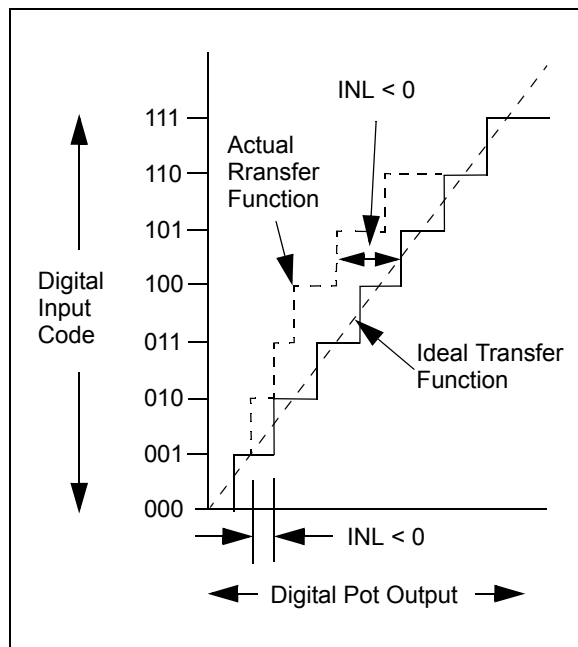 INL < 0
111
Actual
Rransfer
Function
110
101
100
Digital
Input
Code
011
Ideal Transfer
Function
010
001
000
INL < 0
Digital Pot Output